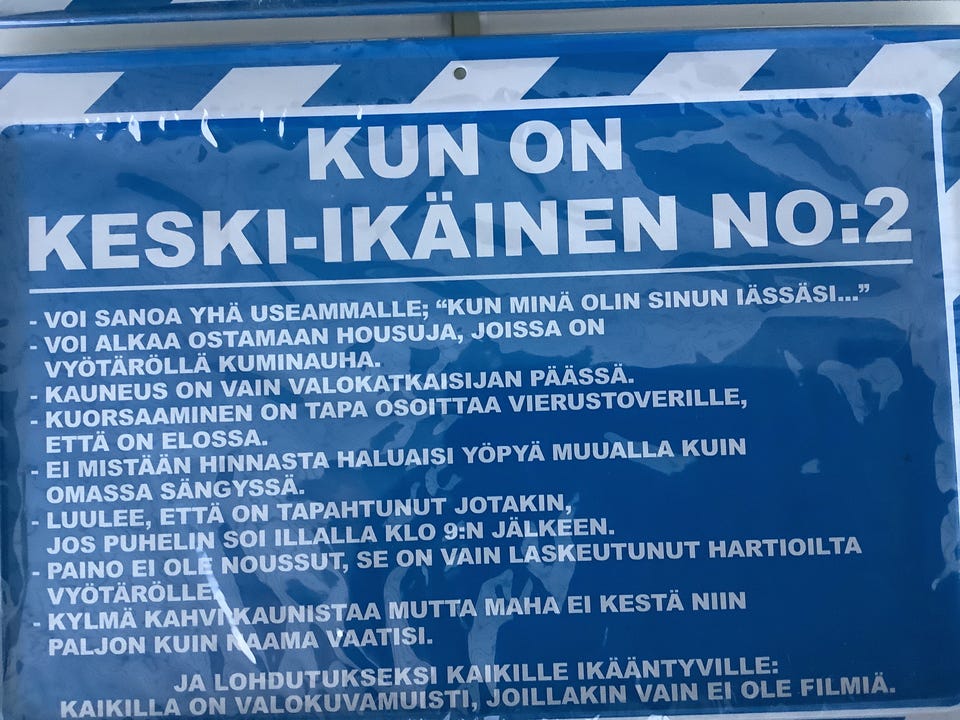 KUN ON
KESKI-IKÄINEN NO:2
- VOI SANOA YHÄ USEAMMALLE; “KUN MINÄ OLIN SINUN IÄSSÄSI...”
- VOI ALKAA OSTAMAAN HOUSUJA, JOISSA ON
VYÖTÄRÖLLÄ KUMINAUHA.
- KAUNEUS ON VAIN VALOKATKAISIJAN PÄÄSSÄ.
- KUORSAAMINEN ON TAPA OSOITTAA VIERUSTOVERILLE,
ETTÄ ON ELOSSA.
- EI MISTÄÄN HINNASTA HALUAISI YÖPYÄ MUUALLA KUIN
OMASSA SÄNGYSSÄ.
- LUULEE, ETTÄ ON TAPAHTUNUT JOTAKIN,
JOS PUHELIN SOI ILLALLA KLO 9:N JÄLKEEN.
- PAINO EI OLE NOUSSUT, SE ON VAIN LASKEUTUNUT HARTIOILTA
VYÖTÄRÖLLE.
- KYLMÄ KAHVI KAUNISTAA MUTTA MAHA EI KESTÄ NIIN
PALJON KUIN NAAMA VAATISI.
JA LOHDUTUKSEKSI KAIKILLE IKÄÄNTYVILLE:
KAIKILLA ON VALOKUVAMUISTI, JOILLAKIN VAIN EI OLE FILMIÄ.